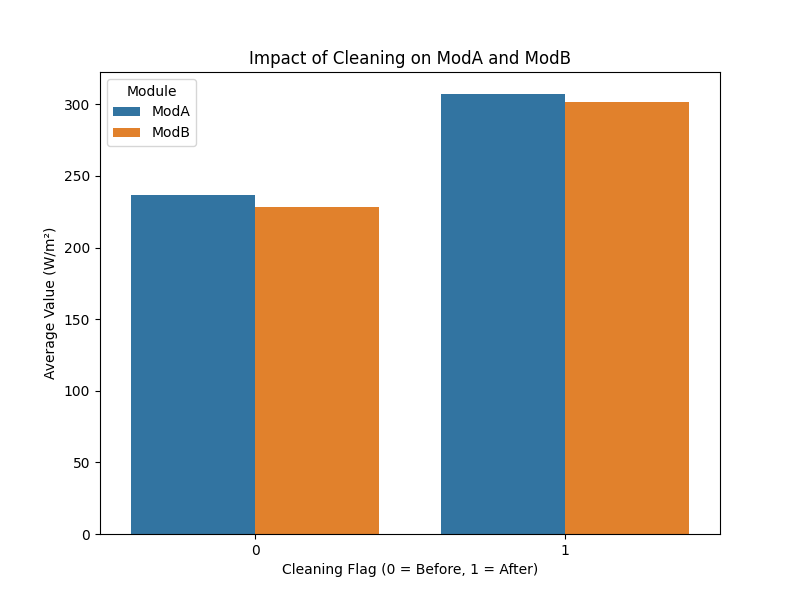 Impact of Cleaning on ModA and ModB
Module
ModA
ModB
300
250
200
150
100
50
0
Average Value (W/m²)
0
1
Cleaning Flag (0 = Before, 1 = After)